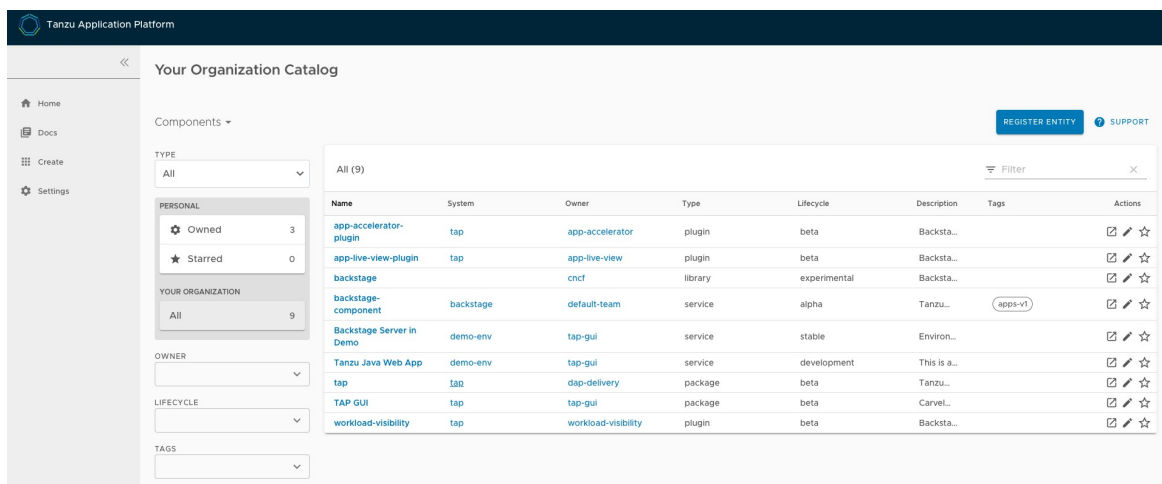 Tanzu Application Platform
Home
Docs
Create
Settings
Your Organization Catalog
Components
REGISTER ENTITY
SUPPORT
TYPE
All
PERSONAL
Owned 3
Starred 0
YOUR ORGANIZATION
All 9
OWNER
LIFECYCLE
TAGS
All (9)
Filter
Name System Owner Type Lifecycle Description Tags Actions
app-accelerator-
plugin tap app-accelerator plugin beta Backsta...
app-live-view-plugin tap app-live-view plugin beta Backsta...
backstage cncf library experimental Backsta...
backstage-
component backstage default-team service alpha Tanzu... apps-v1
Backstage Server in
Demo demo-env tap-gui service stable Environ...
Tanzu Java Web App demo-env tap-gui service development This is a...
tap tap dap-delivery package beta Tanzu...
TAP GUI tap tap-gui package beta Carvel...
workload-visibility tap workload-visibility plugin beta Backsta...